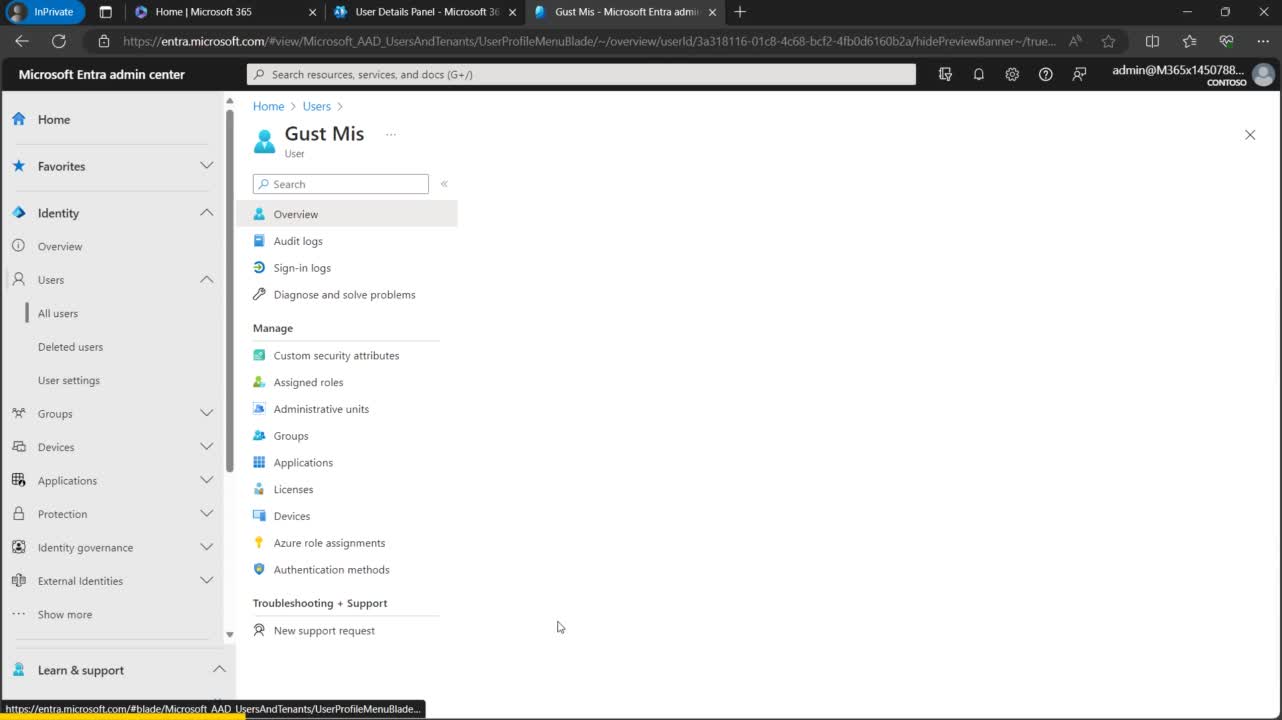 InPrivate
Home | Microsoft 365
User Details Panel - Microsoft 36
Gust Mis - Microsoft Entra admin
https://entra.microsoft.com/#view/Microsoft_AAD_UsersAndTenants/UserProfileMenuBlade/~/overview/userId/3a318116-01c8-4c68-bcf2-4fb0d6160b2a/hidePreviewBanner~/true...
Microsoft Entra admin center
Search resources, services, and docs (G+/)
admin@M365x1450788...
CONTOSO
Home
Favorites
Identity
Overview
Users
All users
Deleted users
User settings
Groups
Devices
Applications
Protection
Identity governance
External Identities
Show more
Learn & support
Home > Users >
Gust Mis
...
User
Search
Overview
Audit logs
Sign-in logs
Diagnose and solve problems
Manage
Custom security attributes
Assigned roles
Administrative units
Groups
Applications
Licenses
Devices
Azure role assignments
Authentication methods
Troubleshooting + Support
New support request
https://entra.microsoft.com/#blade/Microsoft_AAD_UsersAndTenants/UserProfileMenuBlade...